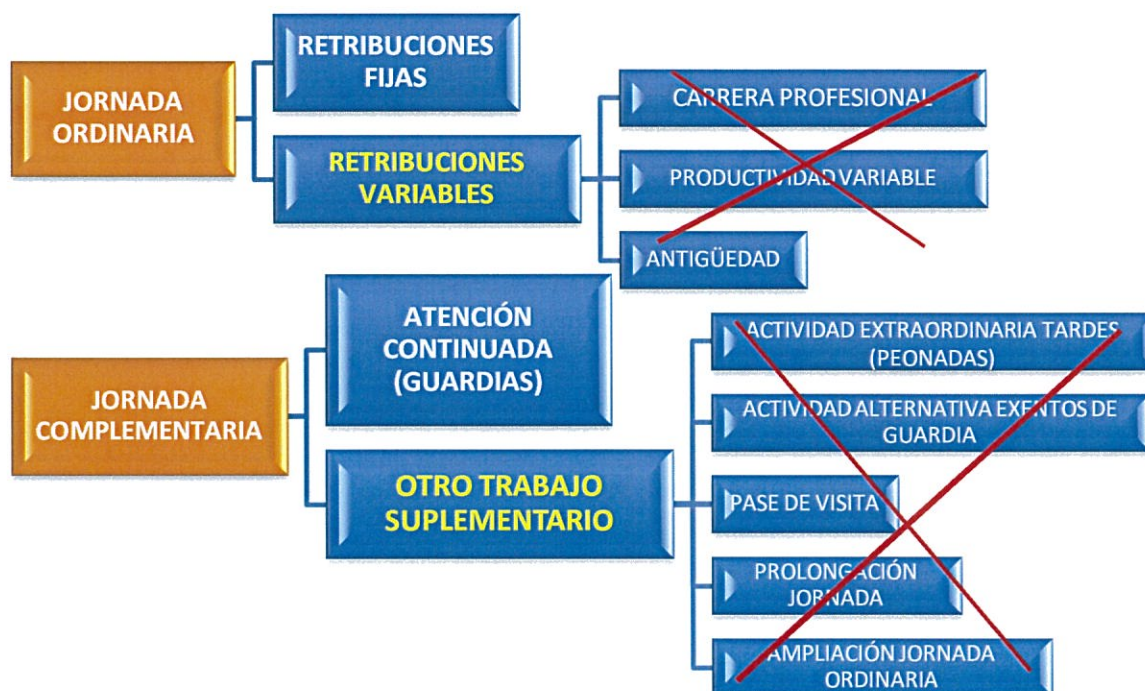 JORNADA
ORDINARIA
RETRIBUCIONES
FIJAS
RETRIBUCIONES
VARIABLES
CARRERA PROFESIONAL
PRODUCTIVIDAD VARIABLE
ANTIGÜEDAD
JORNADA
COMPLEMENTARIA
ATENCIÓN
CONTINUADA
(GUARDIAS)
OTRO TRABAJO
SUPLEMENTARIO
ACTIVIDAD EXTRAORDINARIA TARDES
(PEONADAS)
ACTIVIDAD ALTERNATIVA EXENTOS DE
GUARDIA
PASE DE VISITA
PROLONGACIÓN
JORNADA
AMPLIACIÓN JORNADA
ORDINARIA